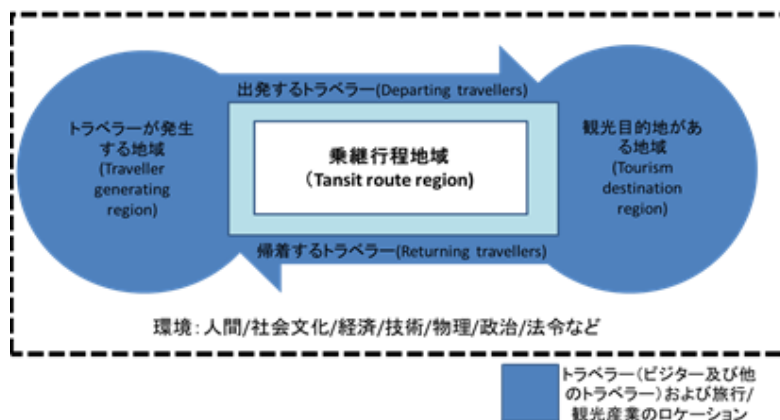 出発するトラベラー(Departing travellers)
トラベラーが発生
する地域
(Traveller
generating
region)
乗継行程地域
（Tansit route region)
観光目的地があ
る地域
(Tourism
destination
region)
帰着するトラベラー(Returning travellers)
環境：人間/社会文化/経済/技術/物理/政治/法令など
トラベラー（ビジター及び他
のトラベラー）および旅行/
観光産業のロケーション